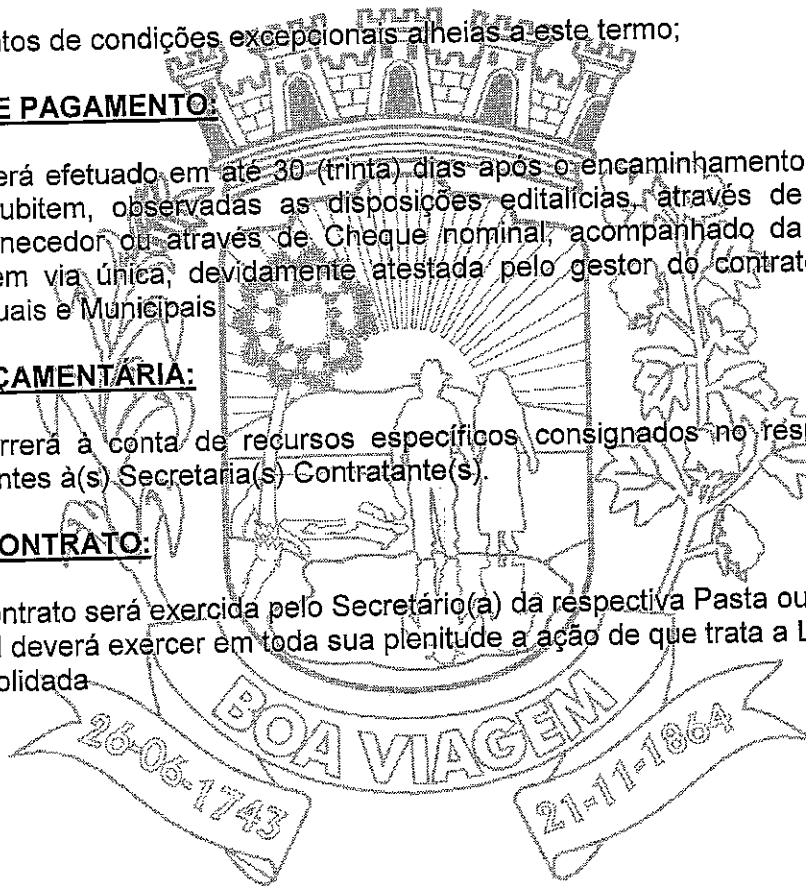 ntos de condições excepcionais alheias a este termo;
E PAGAMENTO:
erá efetuado em até 30 (trinta) dias após o encaminhamento
ubitem, observadas as disposições editalícias, através de
necedor ou através de Cheque nominal, acompanhado da
em via única, devidamente atestada pelo gestor do contrato
uais e Municipais
ÇAMENTÁRIA:
rrerá à conta de recursos específicos consignados no resp
ntes à(s) Secretaria(s) Contratante(s).
ONTRATO:
ontrato será exercida pelo Secretário(a) da respectiva Pasta ou
l deverá exercer em toda sua plenitude a ação de que trata a L
olidada
BOA VIAGEM
26-06-1743
21-11-1864